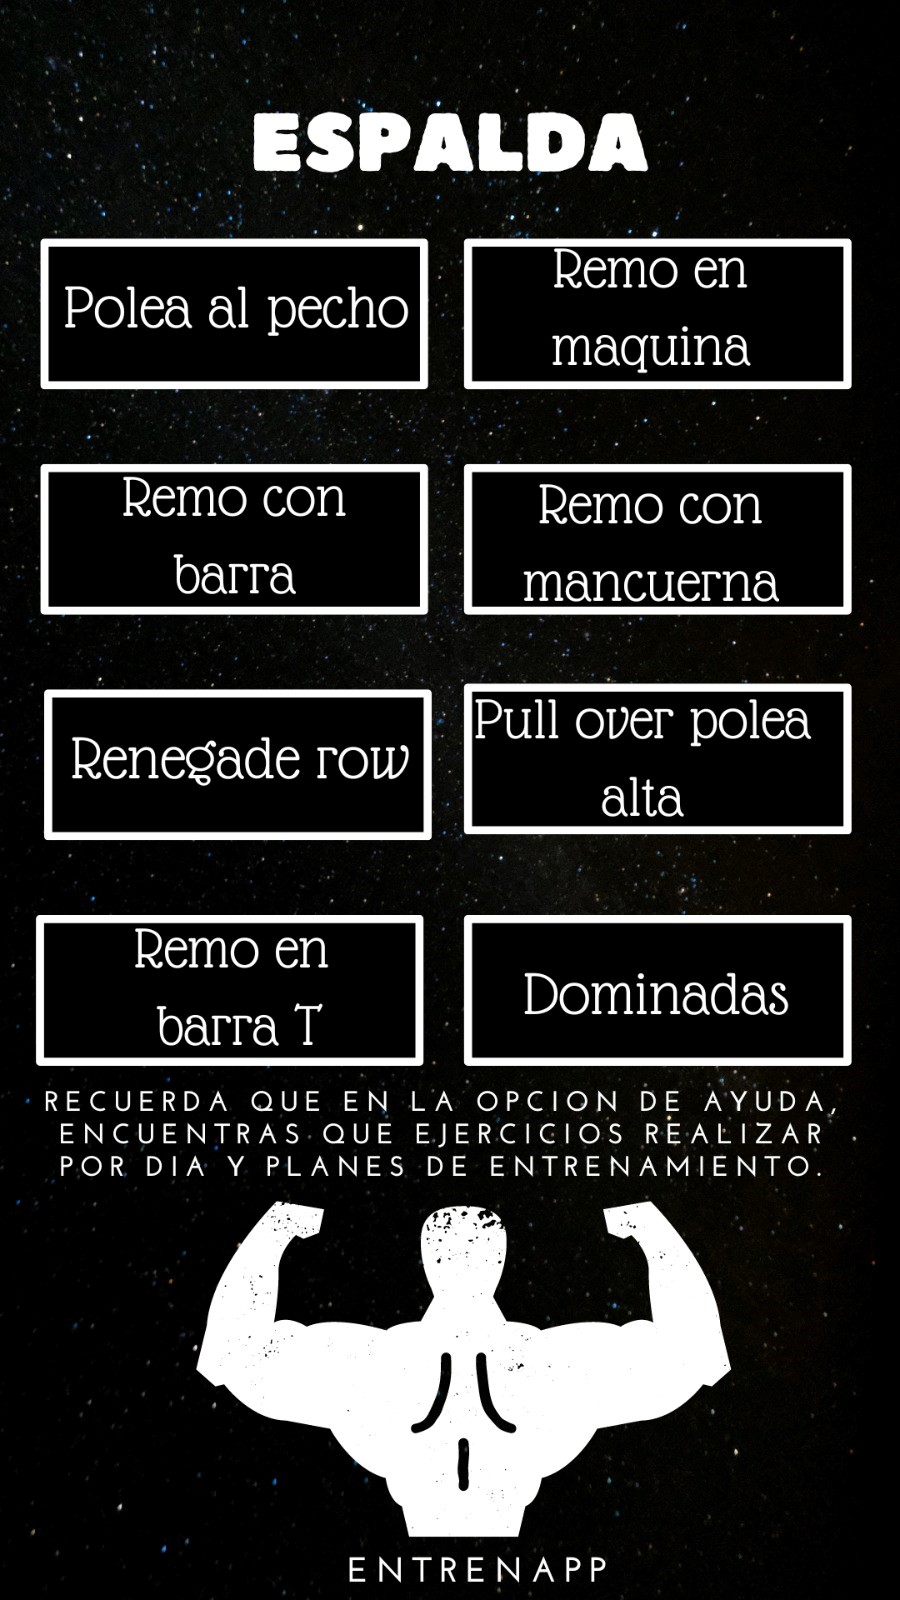 ESPALDA
Polea al pecho
Remo en
maquina
Remo con
barra
Remo con
mancuerna
Renegade row
Pull over polea
alta
Remo en
barra T
Dominadas
RECUERDA QUE EN LA OPCION DE AYUDA,
ENCUENTRAS QUE EJERCICIOS REALIZAR
POR DIA Y PLANES DE ENTRENAMIENTO.
ENTRENAPP